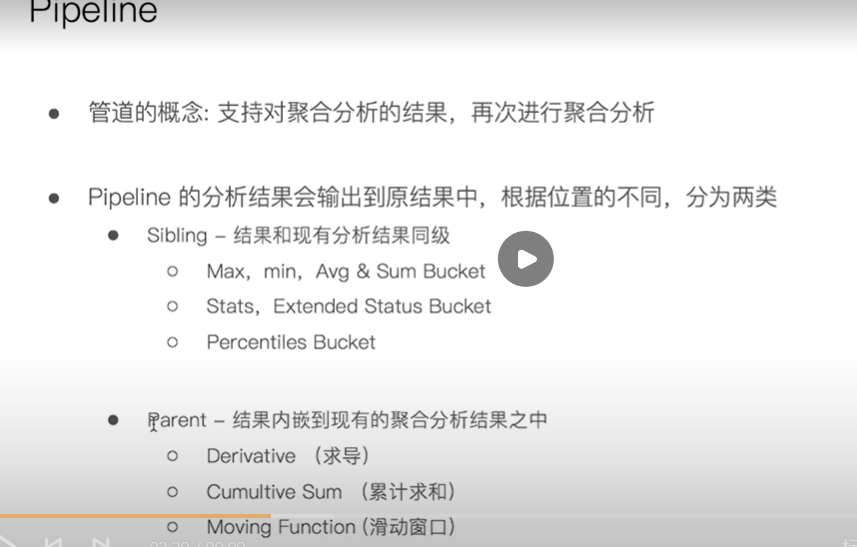 Pipeline
● 管道的概念: 支持对聚合分析的结果，再次进行聚合分析
● Pipeline 的分析结果会输出到原结果中，根据位置的不同，分为两类
● Sibling – 结果和现有分析结果同级
○ Max，min，Avg & Sum Bucket
○ Stats，Extended Status Bucket
○ Percentiles Bucket
● Parent – 结果内嵌到现有的聚合分析结果之中
○ Derivative （求导）
○ Cumultive Sum （累计求和）
○ Moving Function (滑动窗口）